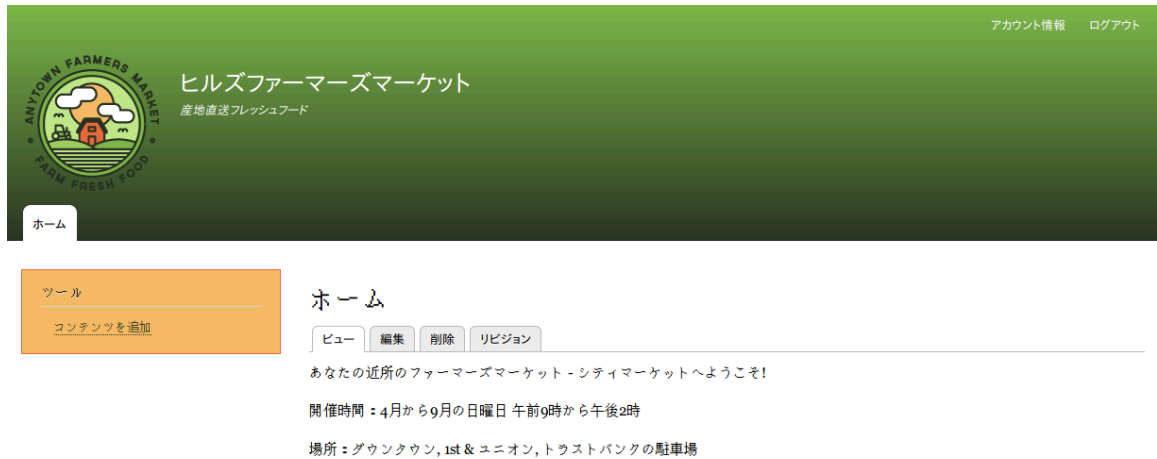 アカウント情報 ログアウト
ANYTOWN FARMERS MARKET
FARM FRESH FOOD
ヒルズファーマーズマーケット
産地直送フレッシュフード
ホーム
ツール
コンテンツを追加
ホーム
ビュー 編集 削除 リビジョン
あなたの近所のファーマーズマーケット - シティマーケットへようこそ!
開催時間：4月から9月の日曜日 午前9時から午後2時
場所：ダウンタウン, 1st & ユニオン, トラストバンクの駐車場